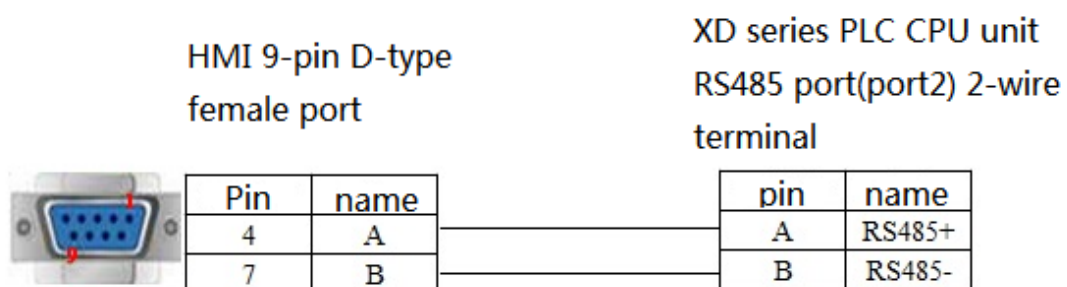 HMI 9-pin D-type
female port
XD series PLC CPU unit
RS485 port(port2) 2-wire
terminal
1
9
Pin name
4 A
7 B
pin name
A RS485+
B RS485-